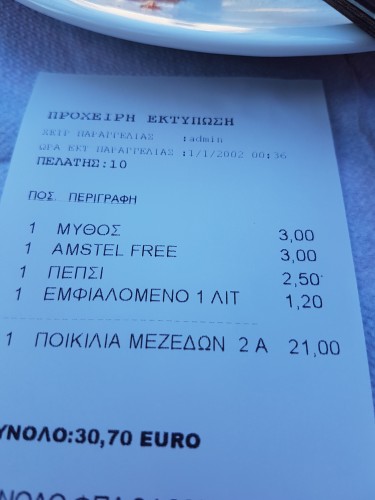 ΠΡΟΧΕΙΡΗ ΕΚΤΥΠΩΣΗ
ΣΕΙΡ ΠΑΡΑΓΓΕΛΙΑΣ :admin
ΩΡΑ ΕΚΤ ΠΑΡΑΓΓΕΛΙΑΣ :1/1/2002 00:36
ΠΕΛΑΤΗΣ:10
ΠΟΣ. ΠΕΡΙΓΡΑΦΗ
1 ΜΥΘΟΣ 3,00
1 AMSTEL FREE 3,00
1 ΠΕΠΣΙ 2,50
1 ΕΜΦΙΑΛΟΜΕΝΟ 1 ΛΙΤ 1,20
1 ΠΟΙΚΙΛΙΑ ΜΕΖΕΔΩΝ 2 Α 21,00
ΥΝΟΛΟ:30,70 EURO